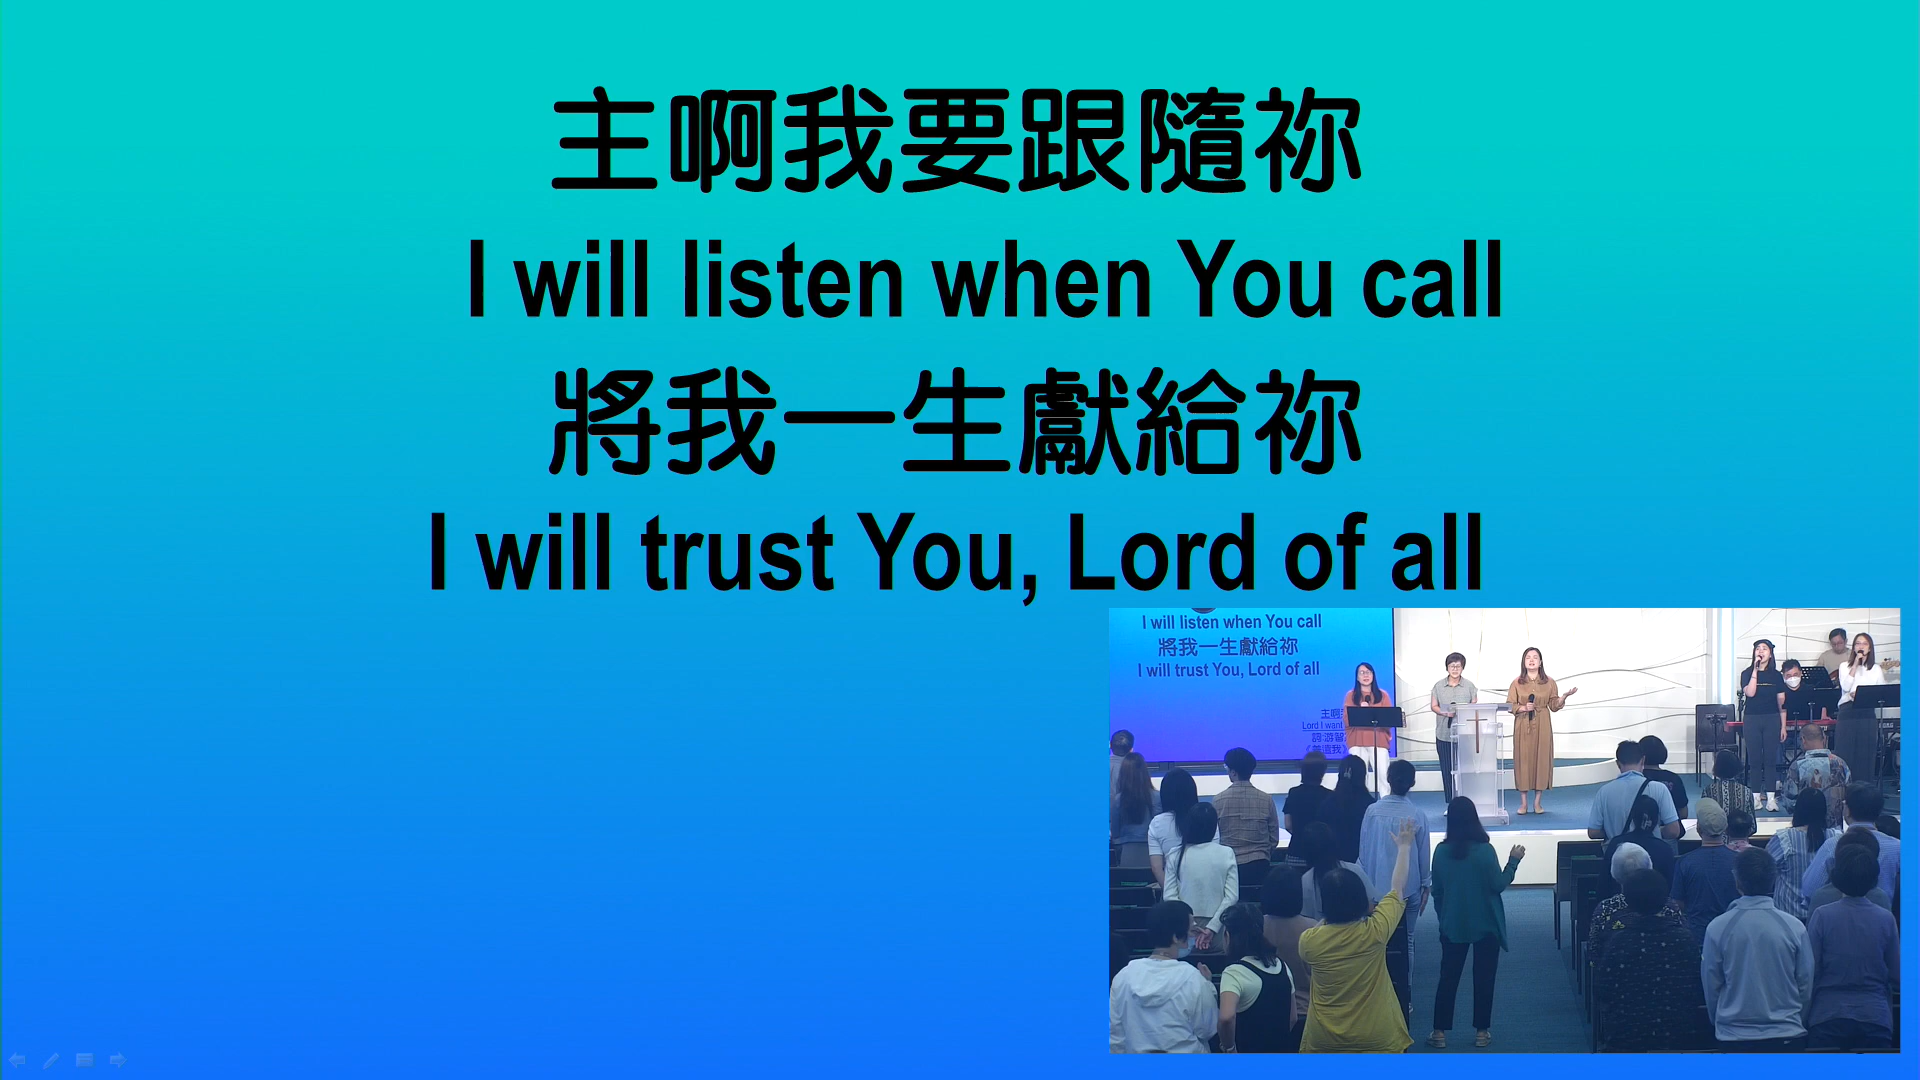 主啊我要跟隨祢
I will listen when You call
將我一生獻給祢
I will trust You, Lord of all
I will listen when You call
將我一生獻給祢
I will trust You, Lord of all
Lord I want